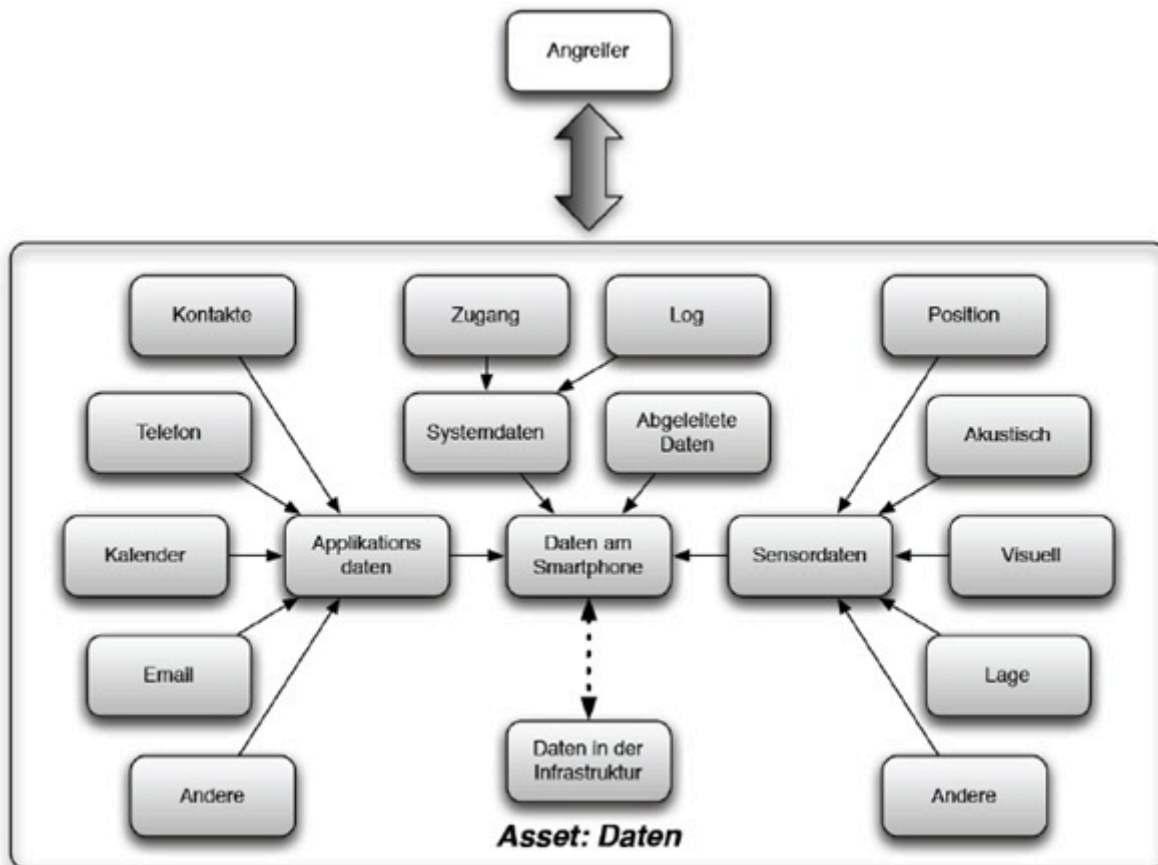 Angreifer
Kontakte
Zugang
Log
Position
Telefon
Systemdaten
Abgeleitete
Daten
Akustisch
Kalender
Applikations
daten
Daten am
Smartphone
Sensordaten
Visuell
Email
Lage
Daten in der
Infrastruktur
Andere
Andere
Asset: Daten